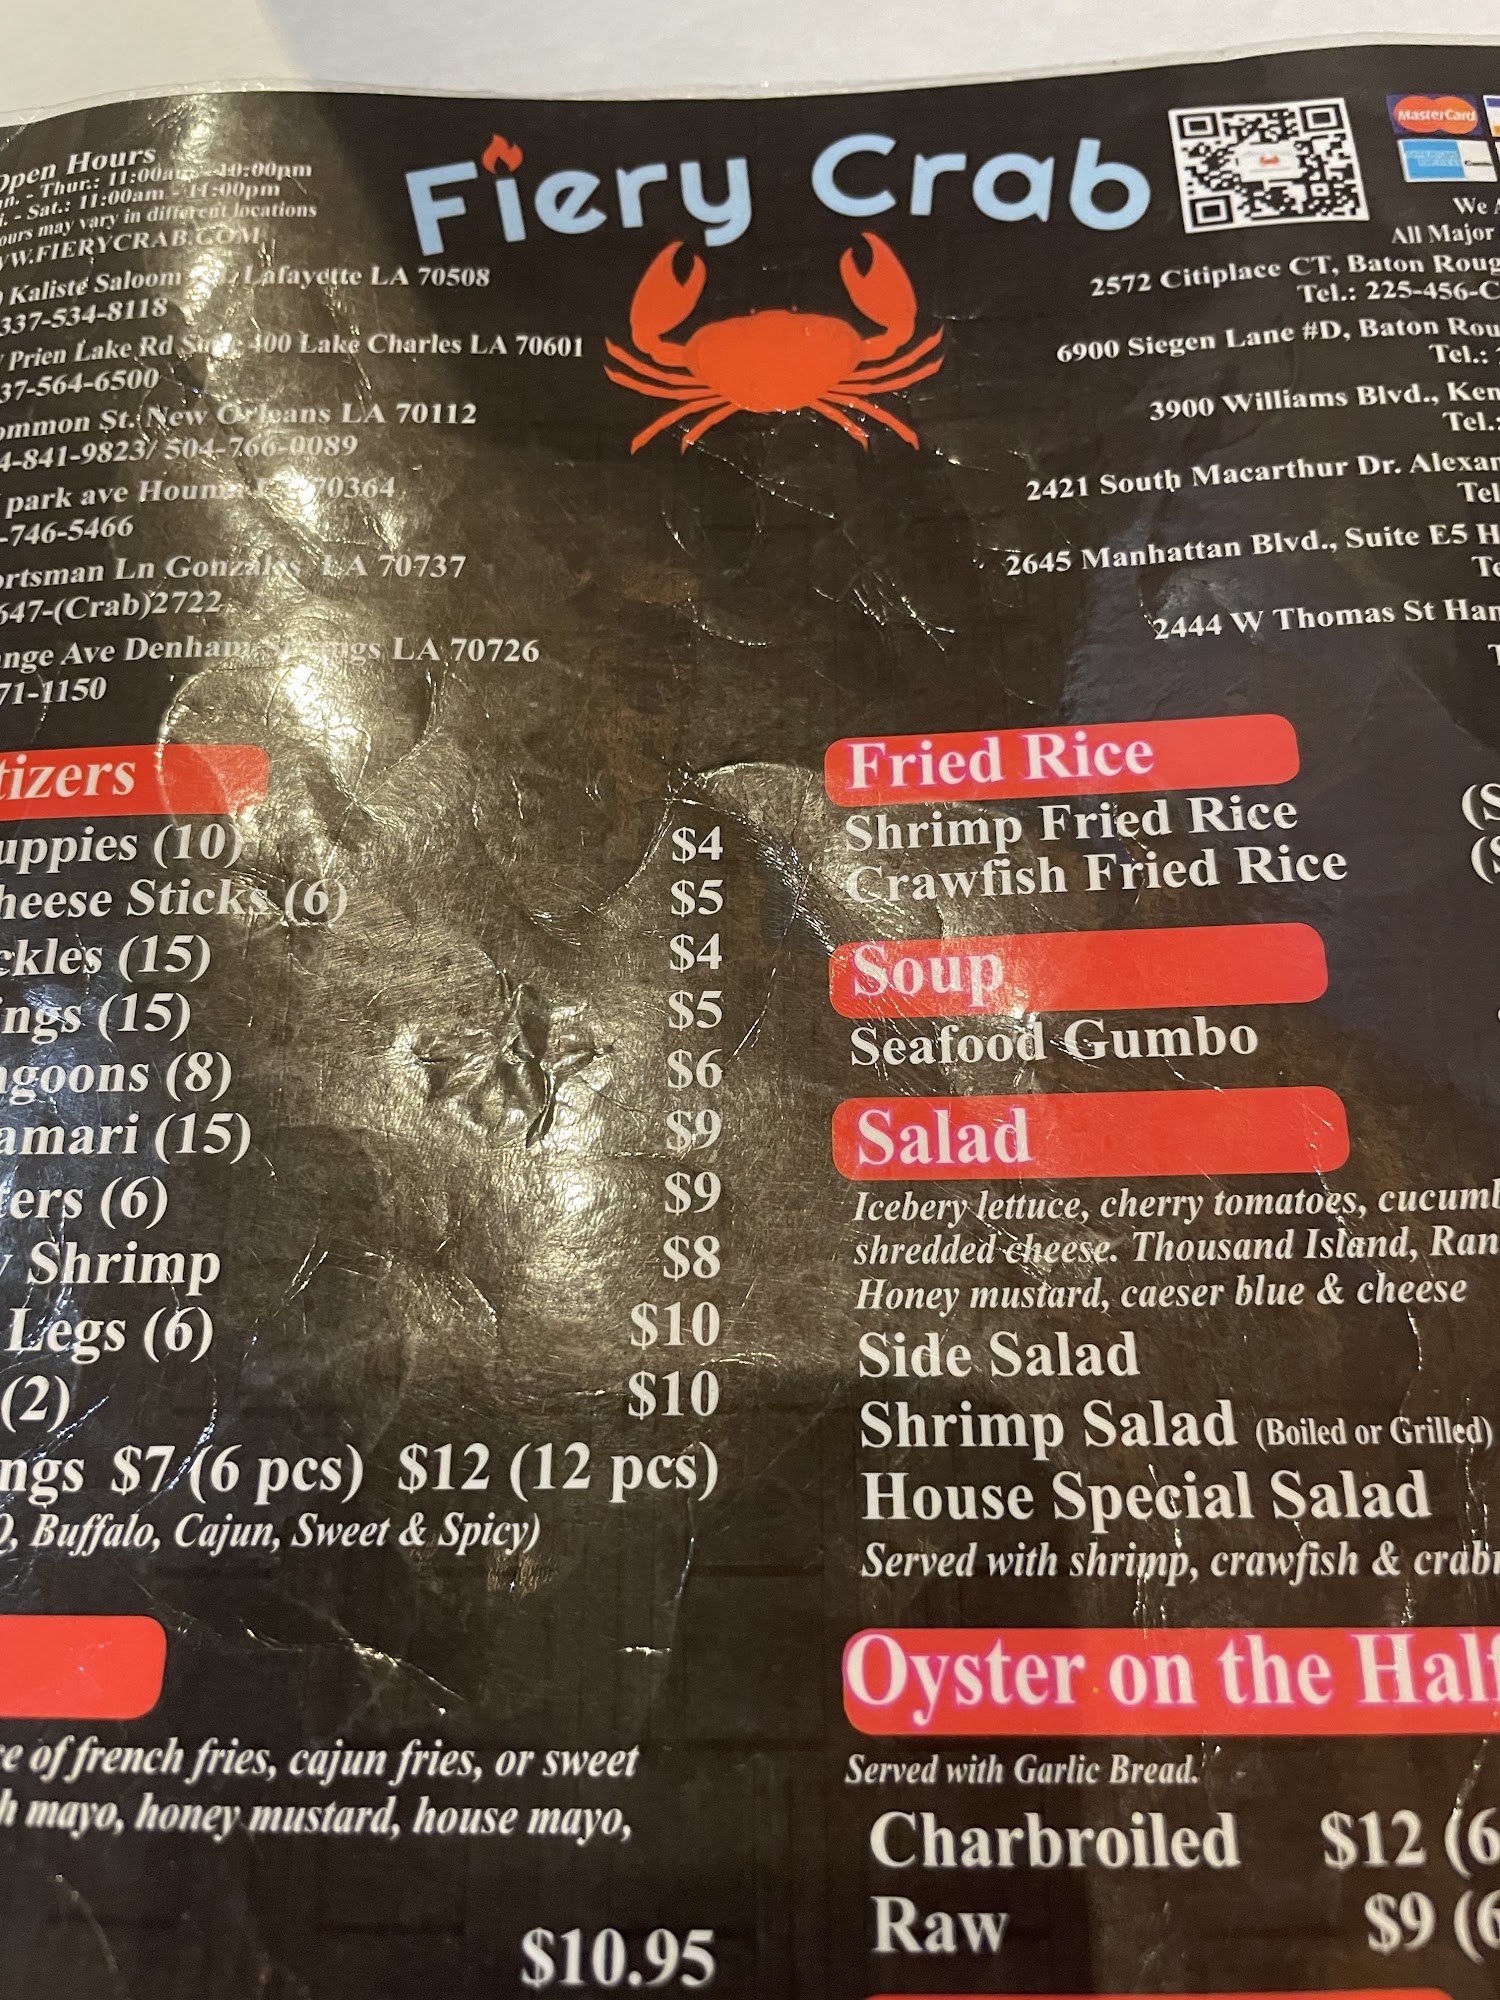 Fiery Crab
Open Hours
Thur.: 11:00am 10:00pm
- Sat.: 11:00am - 11:00pm
may vary in different locations
WWW.FIERYCRAB.COM
Kaliste Saloom Lafayette LA 70508
337-534-8118
Prien Lake Rd 400 Lake Charles LA 70601
37-564-6500
St. New Orleans LA 70112
4-841-9823/ 504-766-0089
park ave Houma 70364
-746-5466
Ln Gonzales LA 70737
647-(Crab)2722
Ave Denham Springs LA 70726
71-1150
MasterCard
We A
All Major
2572 Citiplace CT, Baton Roug
Tel.: 225-456-C
6900 Siegen Lane #D, Baton Rou
Tel.:
3900 Williams Blvd., Ken
Tel.:
2421 South Macarthur Dr. Alexan
Tel
2645 Manhattan Blvd., Suite E5 H
Te
2444 W Thomas St Ham
T
tizers
uppies (10) $4
heese Sticks (6) $5
ckles (15) $4
ings (15) $5
ngoons (8) $6
amari (15) $9
ters (6) $9
y Shrimp $8
Legs (6) $10
(2) $10
ngs $7 (6 pcs) $12 (12 pcs)
Q, Buffalo, Cajun, Sweet & Spicy)
ce of french fries, cajun fries, or sweet
h mayo, honey mustard, house mayo,
$10.95
Fried Rice
Shrimp Fried Rice (S
Crawfish Fried Rice (S
Soup
Seafood Gumbo
Salad
Icebery lettuce, cherry tomatoes, cucumb
shredded cheese. Thousand Island, Ran
Honey mustard, caeser blue & cheese
Side Salad
Shrimp Salad (Boiled or Grilled)
House Special Salad
Served with shrimp, crawfish & crabm
Oyster on the Half
Served with Garlic Bread.
Charbroiled $12 (6
Raw $9 (6